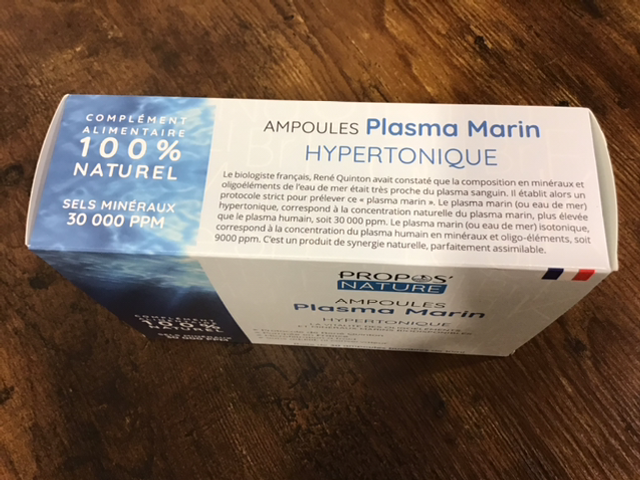 COMPLÉMENT
ALIMENTAIRE
100%
NATUREL
SELS MINÉRAUX
30 000 PPM
AMPOULES Plasma Marin
HYPERTONIQUE
Le biologiste français, René Quinton avait constaté que la composition en minéraux et
oligoéléments de l'eau de mer était très proche du plasma sanguin. Il établit alors un
protocole strict pour prélever ce « plasma marin ». Le plasma marin (ou eau de mer)
hypertonique, correspond à la concentration naturelle du plasma marin, plus élevée
que le plasma humain, soit 30 000 ppm. Le plasma marin (ou eau de mer) isotonique,
correspond à la concentration du plasma humain en minéraux et oligo-éléments, soit
9000 ppm. C'est un produit de synergie naturelle, parfaitement assimilable.
PROPOS'
NATURE
AMPOULES
Plasma Marin
HYPERTONIQUE
COMPLÉMENT
100%